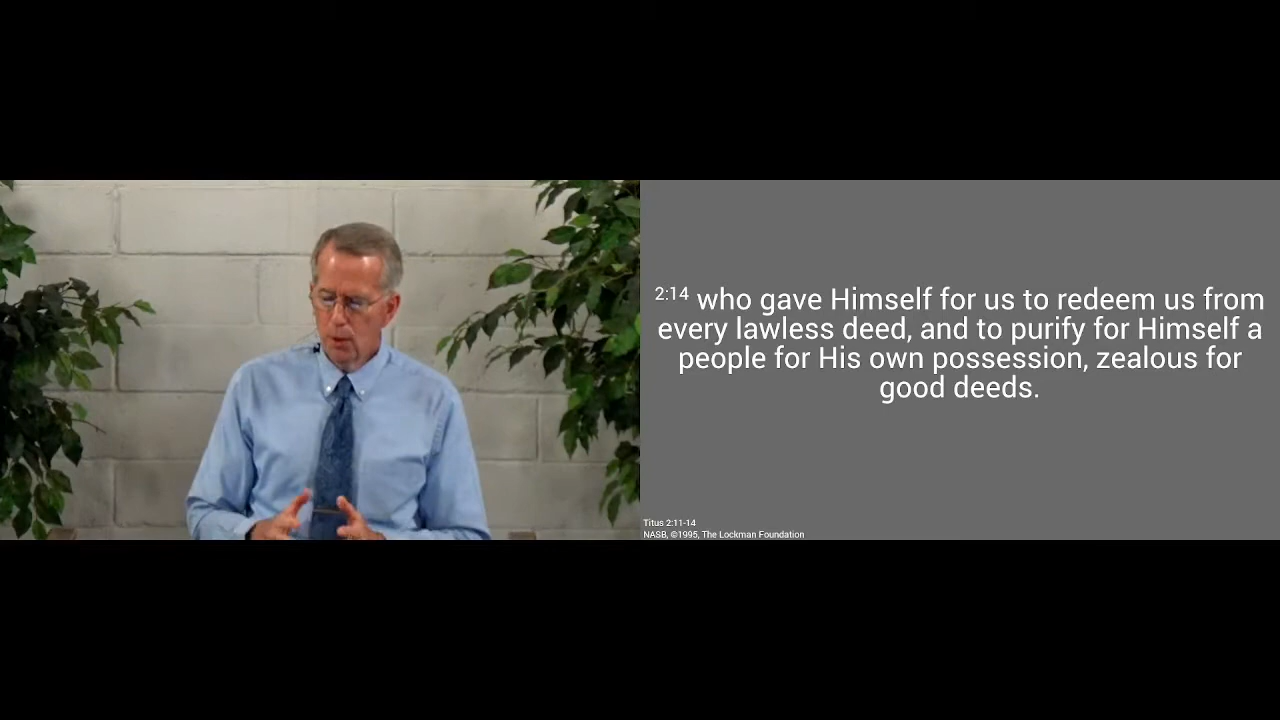 2:14 who gave Himself for us to redeem us from
every lawless deed, and to purify for Himself a
people for His own possession, zealous for
good deeds.
Titus 2:11-14
NASB, ©1995, The Lockman Foundation